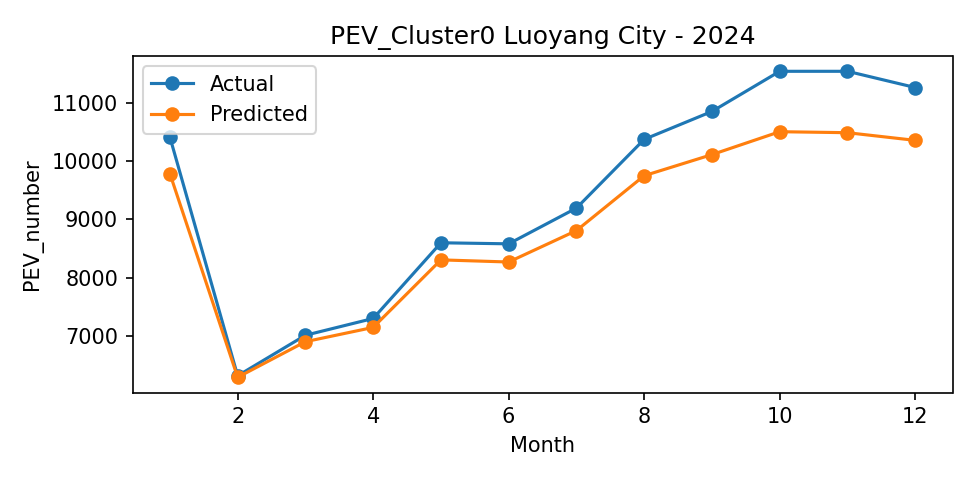 PEV_Cluster0 Luoyang City - 2024
Actual
Predicted
11000
10000
9000
8000
7000
PEV_number
2 4 6 8 10 12
Month